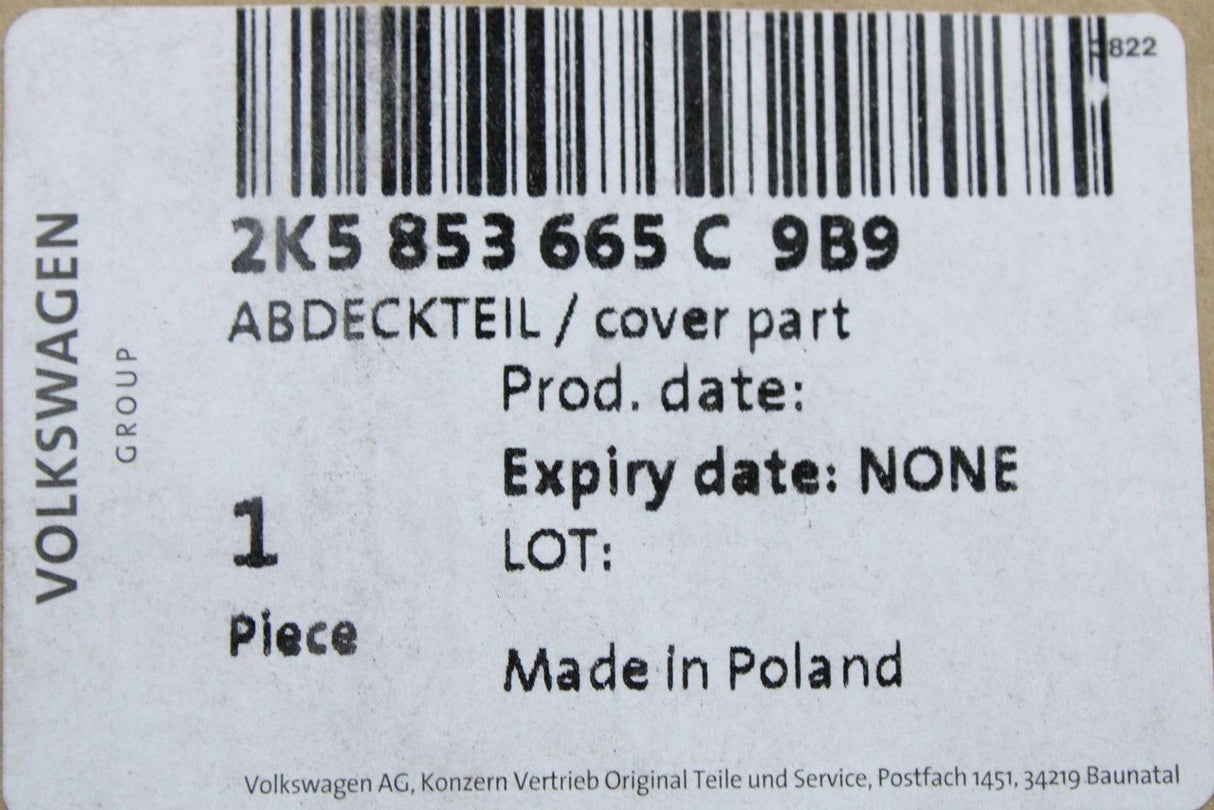 822
2K5 853 665 C 9B9
ABDECKTEIL / cover part
Prod. date:
Expiry date: NONE
1
LOT:
Piece
Made in Poland
VOLKSWAGEN
GROUP
Volkswagen AG, Konzern Vertrieb Original Teile und Service, Postfach 1451, 34219 Baunatal